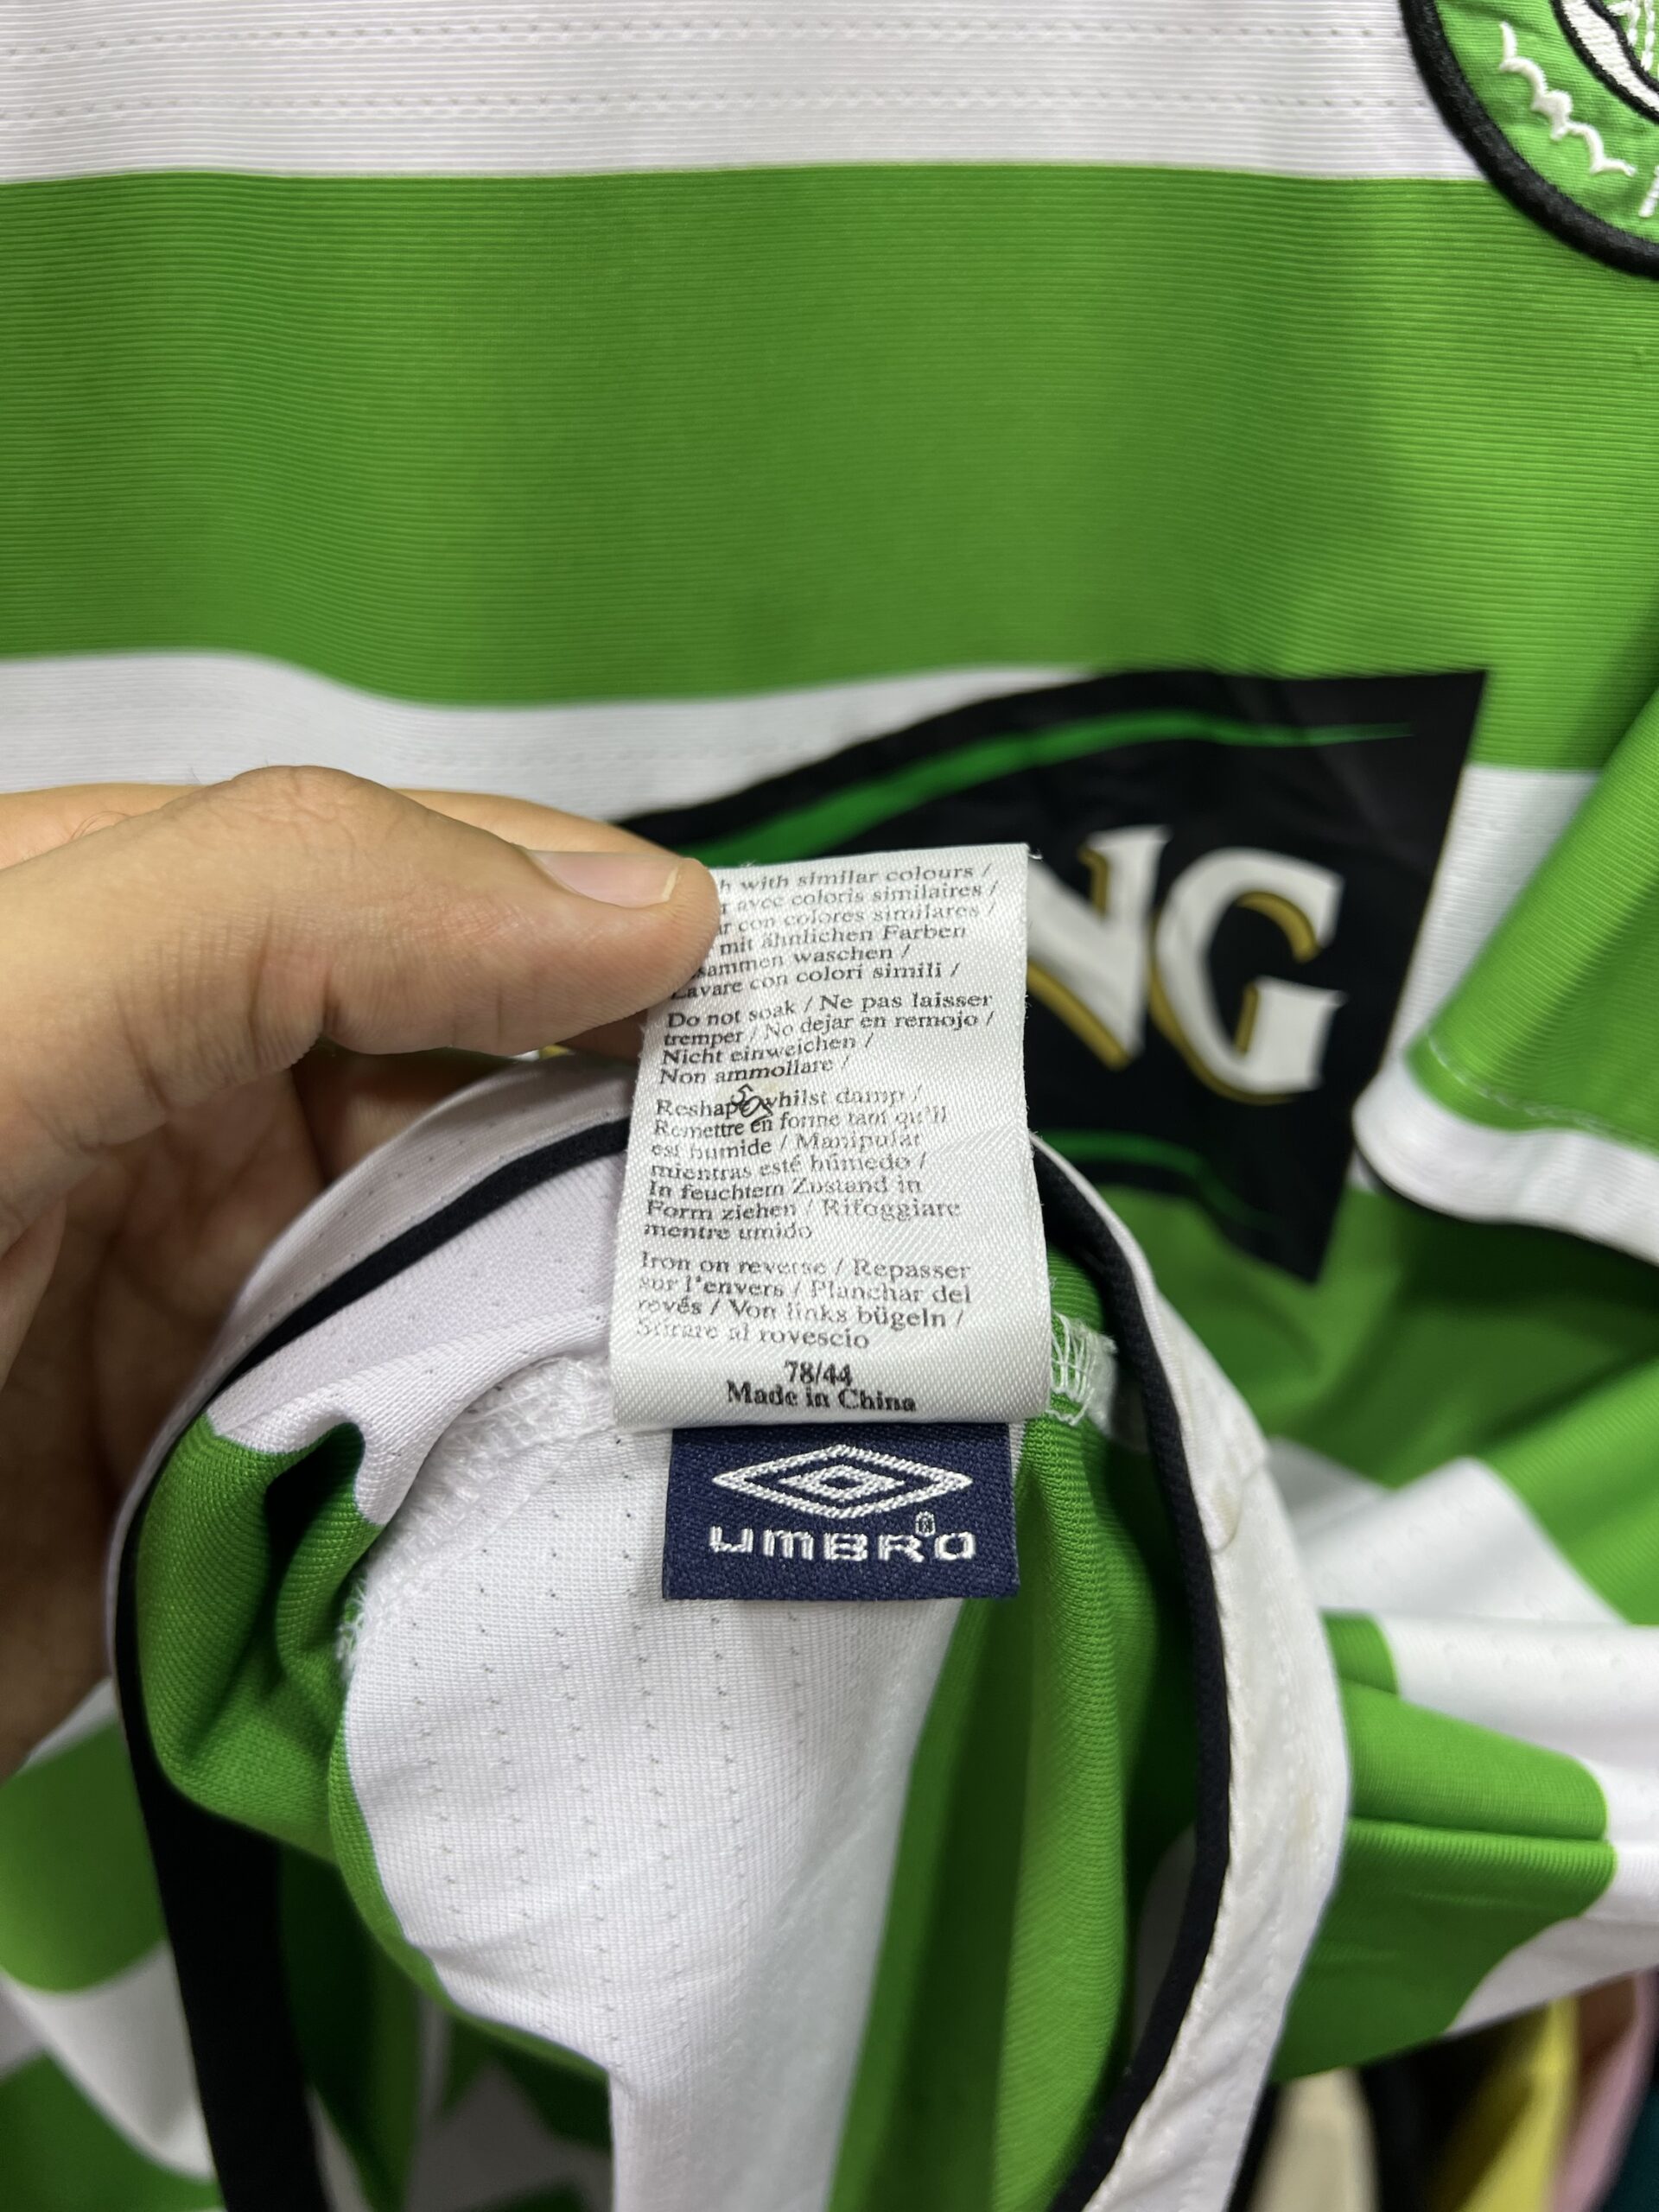 NG
h with similar colours /
r avec coloris similaires /
ar con colores similares /
mit ähnlichen Farben
sammen waschen /
Lavare con colori simili /
Do not soak / Ne pas laisser
tremper / No dejar en remojo /
Nicht einweichen /
Non ammollare /
Reshape whilst damp /
Remettre en forme tant qu'il
est humide / Manipular
mientras esté húmedo /
In feuchtem Zustand in
Form ziehen / Rifoggiare
mentre umido
Iron on reverse / Repasser
sur l'envers / Planchar del
revés / Von links bügeln /
Stirare al rovescio
78/44
Made in China
UMBRO®